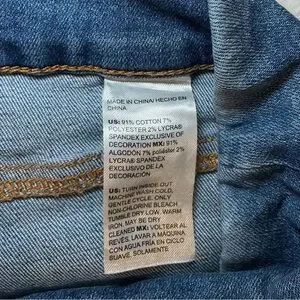 MADE IN CHINA/ HECHO EN
CHINA
US: 91% COTTON 7%
POLYESTER 2% LYCRA®
SPANDEX EXCLUSIVE OF
DECORATION MX: 91%
ALGODÓN 7% poliéster 2%
LYCRA® SPANDEX
EXCLUSIVO DE LA
DECORACIÓN
US: TURN INSIDE OUT
MACHINE WASH COLD,
GENTLE CYCLE. ONLY
NON-CHLORINE BLEACH
TUMBLE DRY LOW. WARM
IRON. MAY BE DRY
CLEANED MX: VOLTEAR AL
REVÉS. LAVAR A MÁQUINA
CON AGUA FRÍA EN CICLO
SUAVE. SOLAMENTE